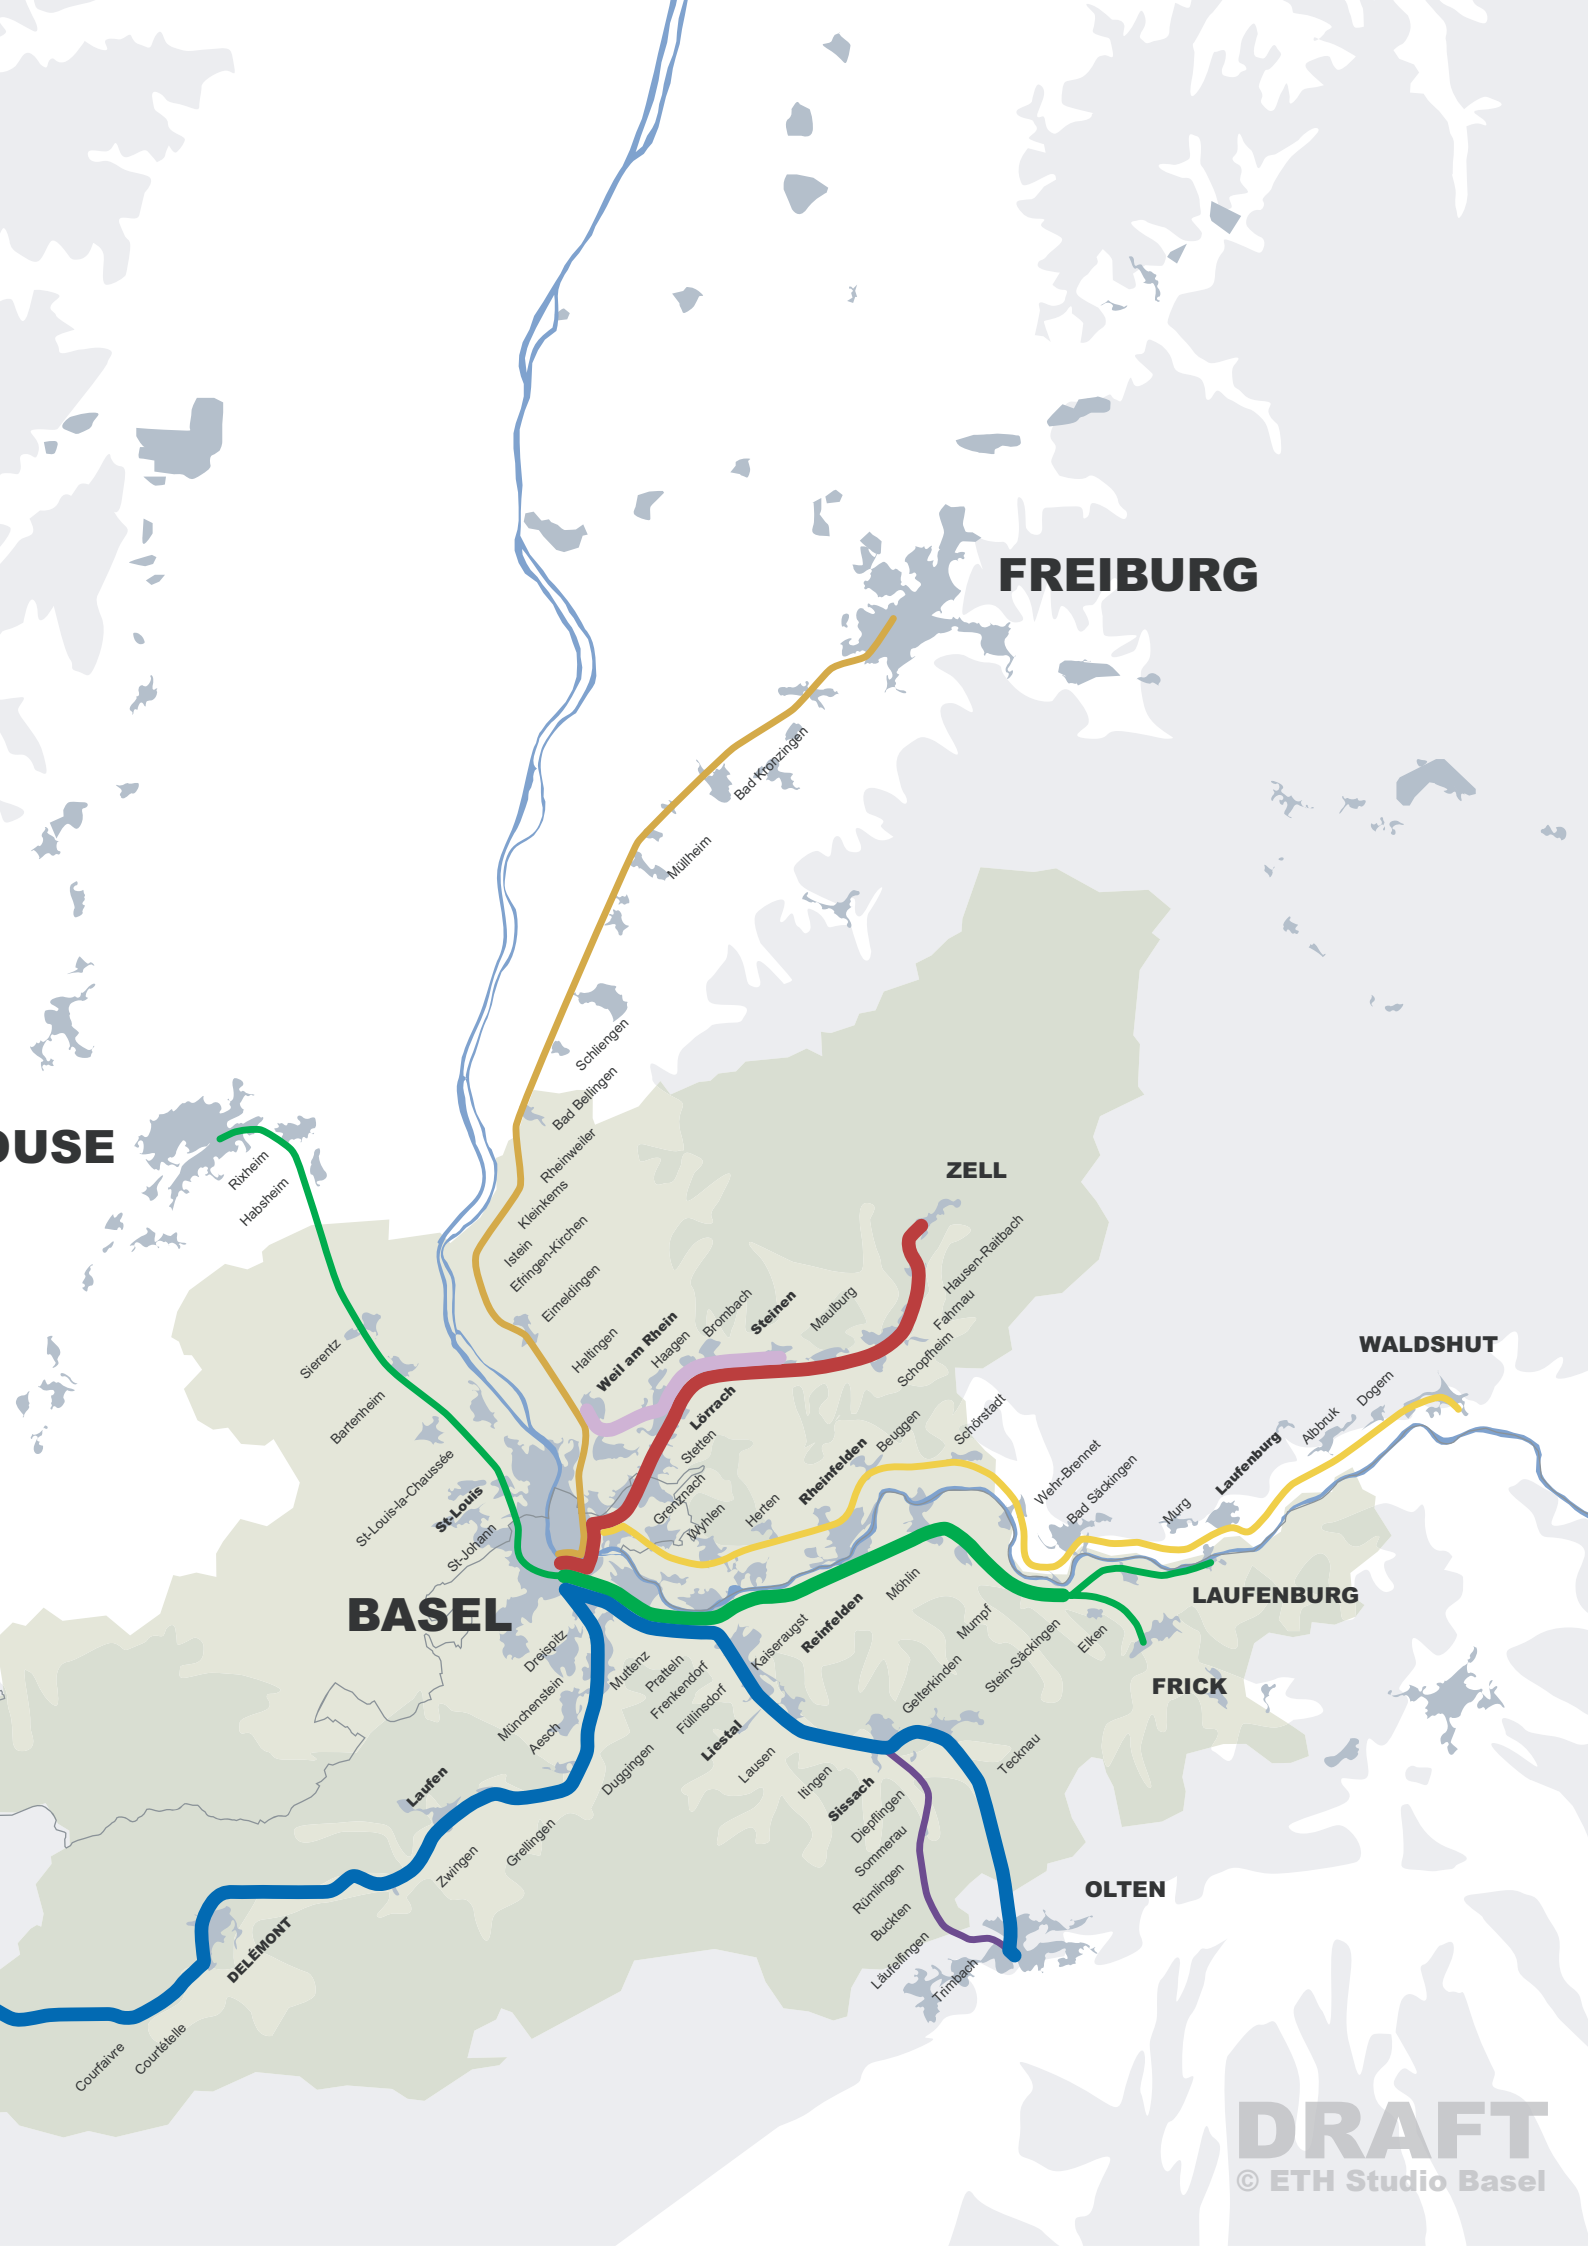 FREIBURG
Bad Kronzingen
Müllheim
Schliengen
Bad Bellingen
OUSE
Rixheim
Habsheim
Rheinweiler
Kleinkems
Istein
Efringen-Kirchen
Eimeldingen
ZELL
Hausen-Raitbach
Fahrnau
Schopfheim
Maulburg
Steinen
Brombach
Haagen
Weil am Rhein
Haltingen
Lörrach
Stetten
Sierentz
Bartenheim
St-Louis-la-Chaussée
St-Louis
St-Johann
WALDSHUT
Dogern
Albbruk
Laufenburg
Murg
Bad Säckingen
Wehr-Brennet
Schörstadt
Beuggen
Rheinfelden
Herten
Wyhlen
Grenznach
BASEL
LAUFENBURG
FRICK
Möhlin
Mumpf
Stein-Säckingen
Eiken
Reinfelden
Kaiseraugst
Dreispitz
Münchenstein
Aesch
Muttenz
Pratteln
Frenkendorf
Füllinsdorf
Liestal
Lausen
Itingen
Sissach
Gelterkinden
Tecknau
Duggingen
Grellingen
Zwingen
Laufen
Diepflingen
Sommerau
Rümlingen
Buckten
Läufelfingen
Trimbach
OLTEN
DELÉMONT
Courtételle
Courfaivre
DRAFT
© ETH Studio Basel